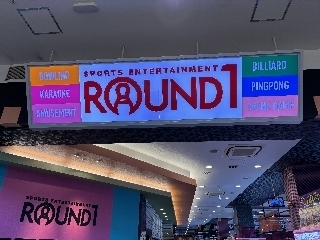 BOWLING
KARAOKE
AMUSEMENT
SPORTS ENTERTAINMENT
ROUND1
BILLIARD
PINGPONG
SPORTS ENTERTAINMENT
ROUND1